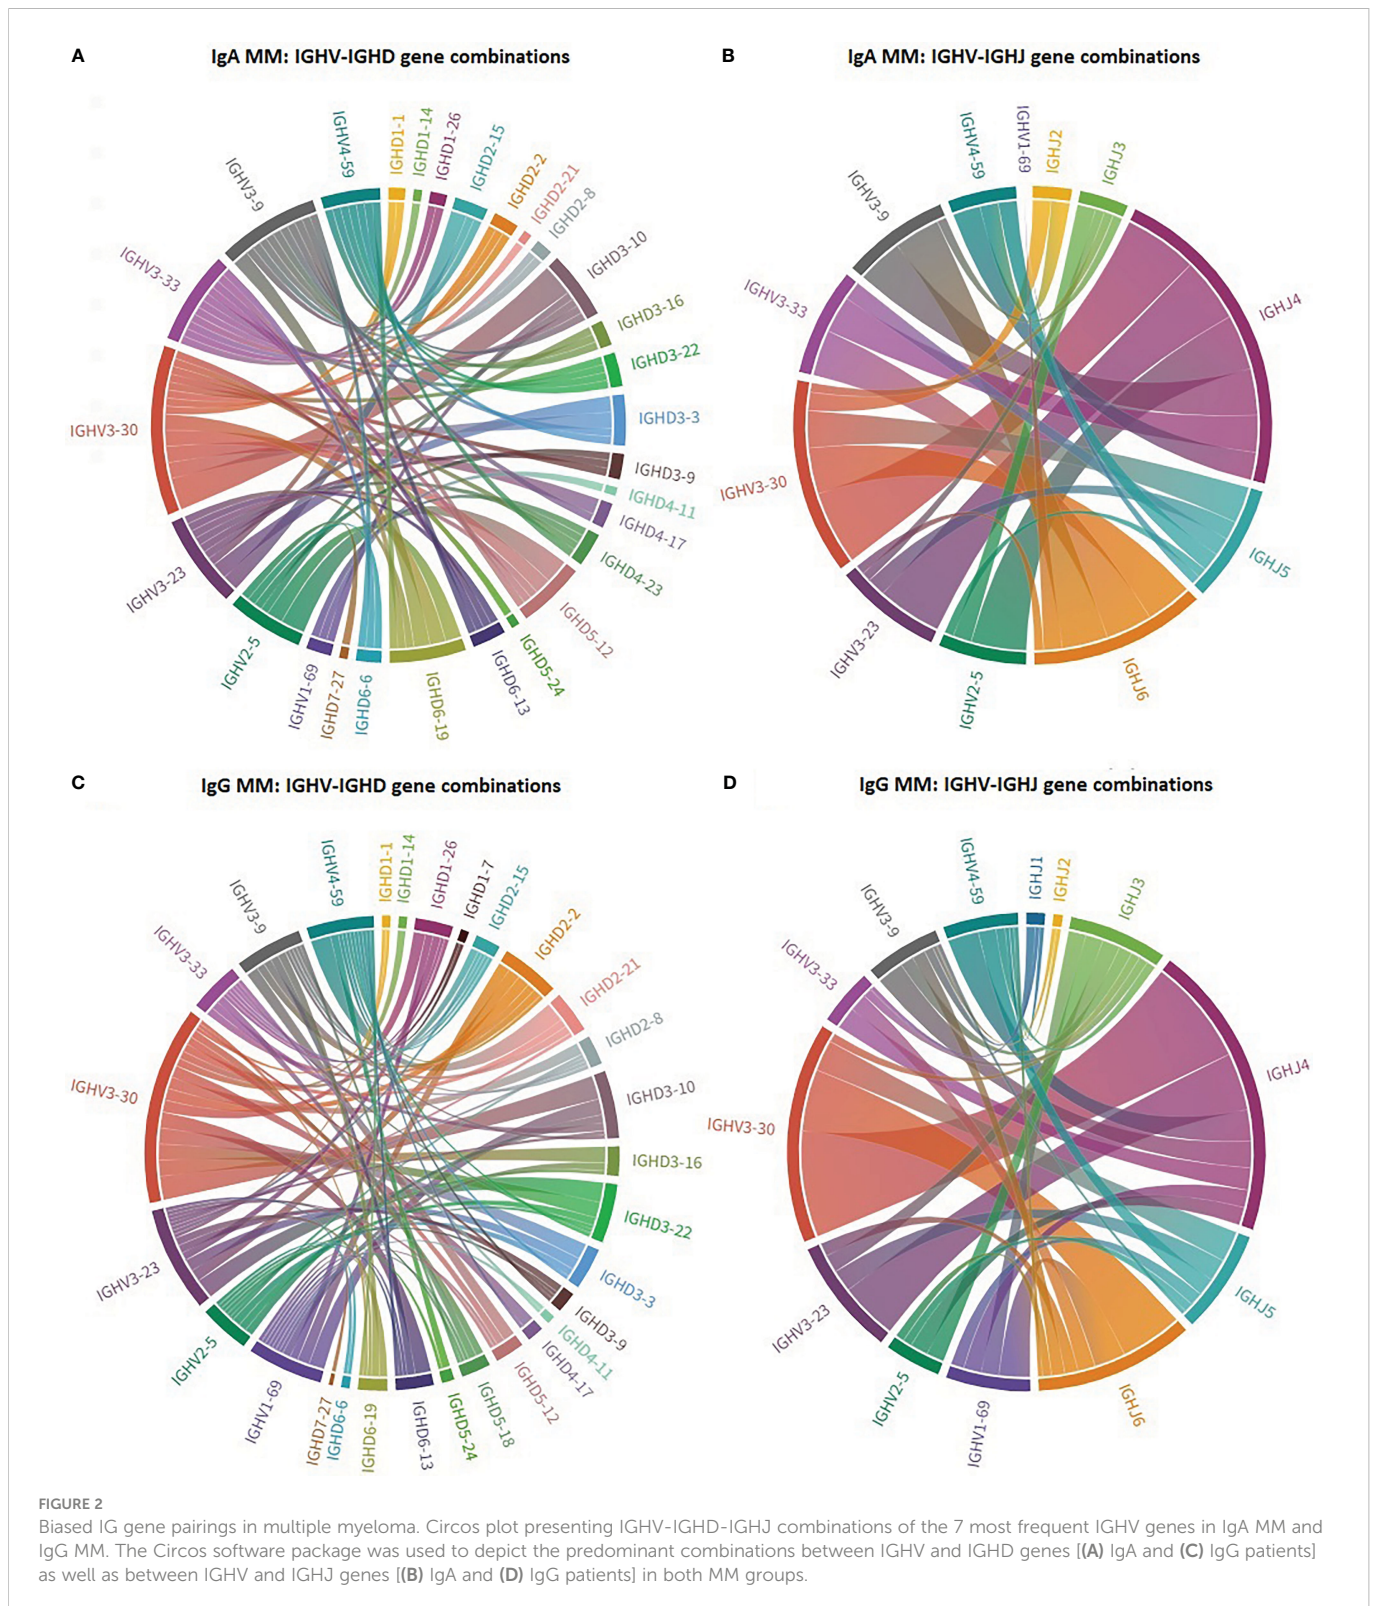 A
IgA MM: IGHV-IGHD gene combinations
IGHV4-59
IGHD1-1
IGHD1-14
IGHD1-26
IGHD2-15
IGHD2-2
IGHD2-21
IGHD2-8
IGHD3-10
IGHD3-16
IGHD3-22
IGHD3-3
IGHD3-9
IGHD4-11
IGHD4-17
IGHD4-23
IGHD5-12
IGHD5-24
IGHD6-13
IGHD6-19
IGHD6-6
IGHD7-27
IGHV1-69
IGHV2-5
IGHV3-23
IGHV3-30
IGHV3-33
IGHV3-9
B
IgA MM: IGHV-IGHJ gene combinations
IGHV4-59
IGHV1-69
IGHJ2
IGHJ3
IGHJ4
IGHJ5
IGHJ6
IGHV2-5
IGHV3-23
IGHV3-30
IGHV3-33
IGHV3-9
C
IgG MM: IGHV-IGHD gene combinations
IGHV4-59
IGHD1-1
IGHD1-14
IGHD1-26
IGHD1-7
IGHD2-15
IGHD2-2
IGHD2-21
IGHD2-8
IGHD3-10
IGHD3-16
IGHD3-22
IGHD3-3
IGHD3-9
IGHD4-11
IGHD4-17
IGHD5-12
IGHD5-18
IGHD5-24
IGHD6-13
IGHD6-19
IGHD6-6
IGHD7-27
IGHV1-69
IGHV2-5
IGHV3-23
IGHV3-30
IGHV3-33
IGHV3-9
D
IgG MM: IGHV-IGHJ gene combinations
IGHV4-59
IGHJ1
IGHJ2
IGHJ3
IGHJ4
IGHJ5
IGHJ6
IGHV1-69
IGHV2-5
IGHV3-23
IGHV3-30
IGHV3-33
IGHV3-9
FIGURE 2
Biased IG gene pairings in multiple myeloma. Circos plot presenting IGHV-IGHD-IGHJ combinations of the 7 most frequent IGHV genes in IgA MM and
IgG MM. The Circos software package was used to depict the predominant combinations between IGHV and IGHD genes [(A) IgA and (C) IgG patients]
as well as between IGHV and IGHJ genes [(B) IgA and (D) IgG patients] in both MM groups.